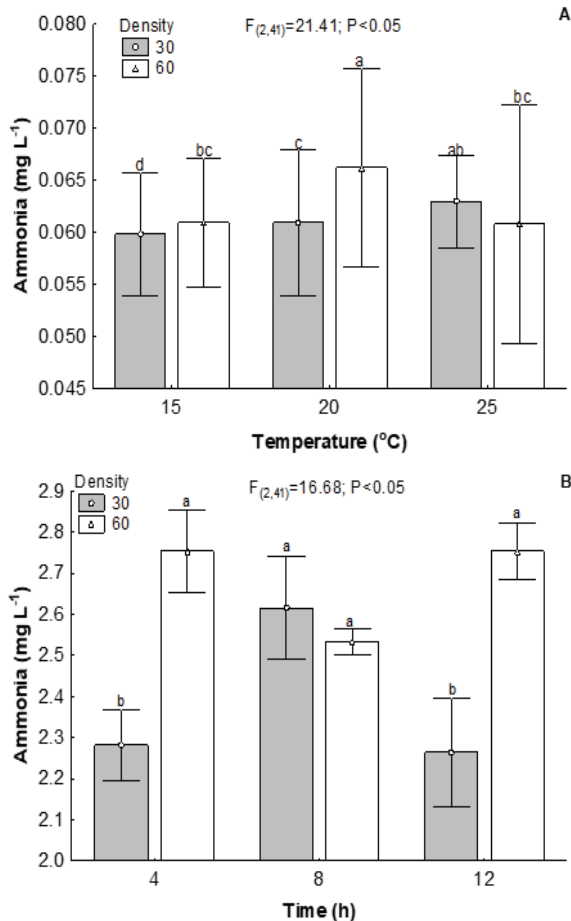 A
Density
30
60
F(2,41)=21.41; P<0.05
Ammonia (mg L-1)
0.080
0.075
0.070
0.065
0.060
0.055
0.050
0.045
d
bc
c
a
ab
bc
15 20 25
Temperature (oC)
B
Density
30
60
F(2,41)=16.68; P<0.05
Ammonia (mg L-1)
2.9
2.8
2.7
2.6
2.5
2.4
2.3
2.2
2.1
2.0
b
a
a
a
b
a
4 8 12
Time (h)